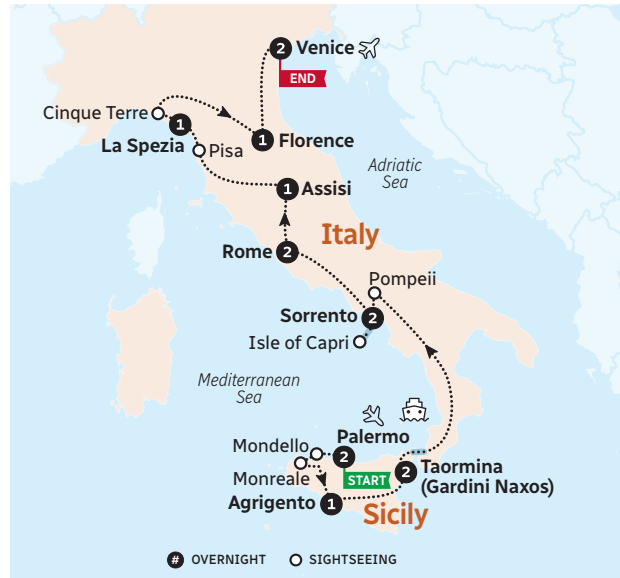 2 Venice
END
Cinque Terre
1
La Spezia
1 Florence
Pisa
Adriatic
Sea
1 Assisi
Italy
Rome 2
Pompeii
Sorrento 2
Isle of Capri
Mediterranean
Sea
Mondello
Palermo
2
Monreale
START
2 Taormina
(Gardini Naxos)
Agrigento 1
Sicily
# OVERNIGHT
SIGHTSEEING